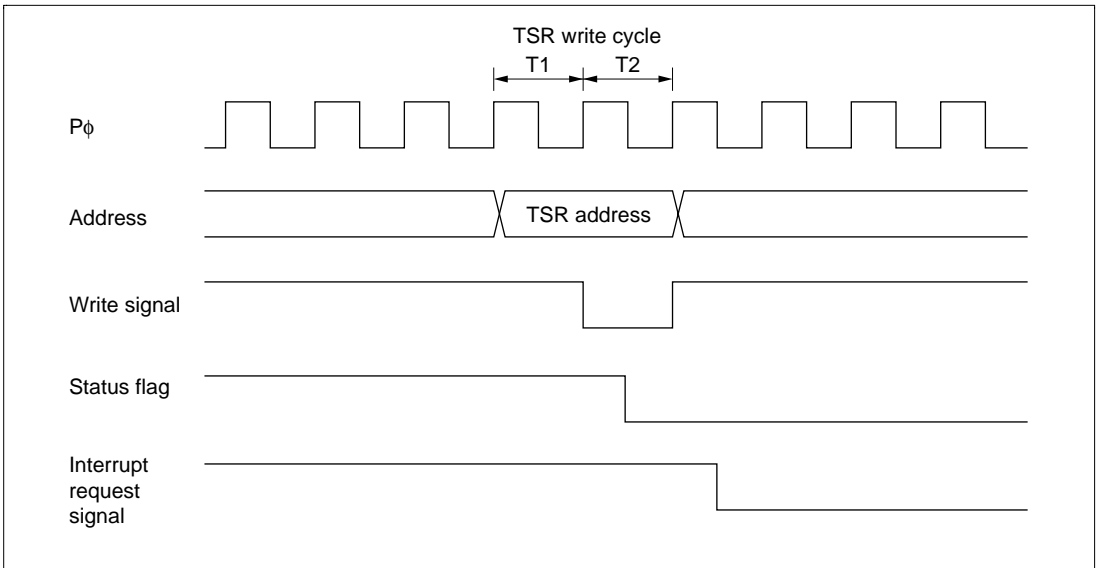 TSR write cycle
T1 T2
Pϕ
Address
TSR address
Write signal
Status flag
Interrupt
request
signal